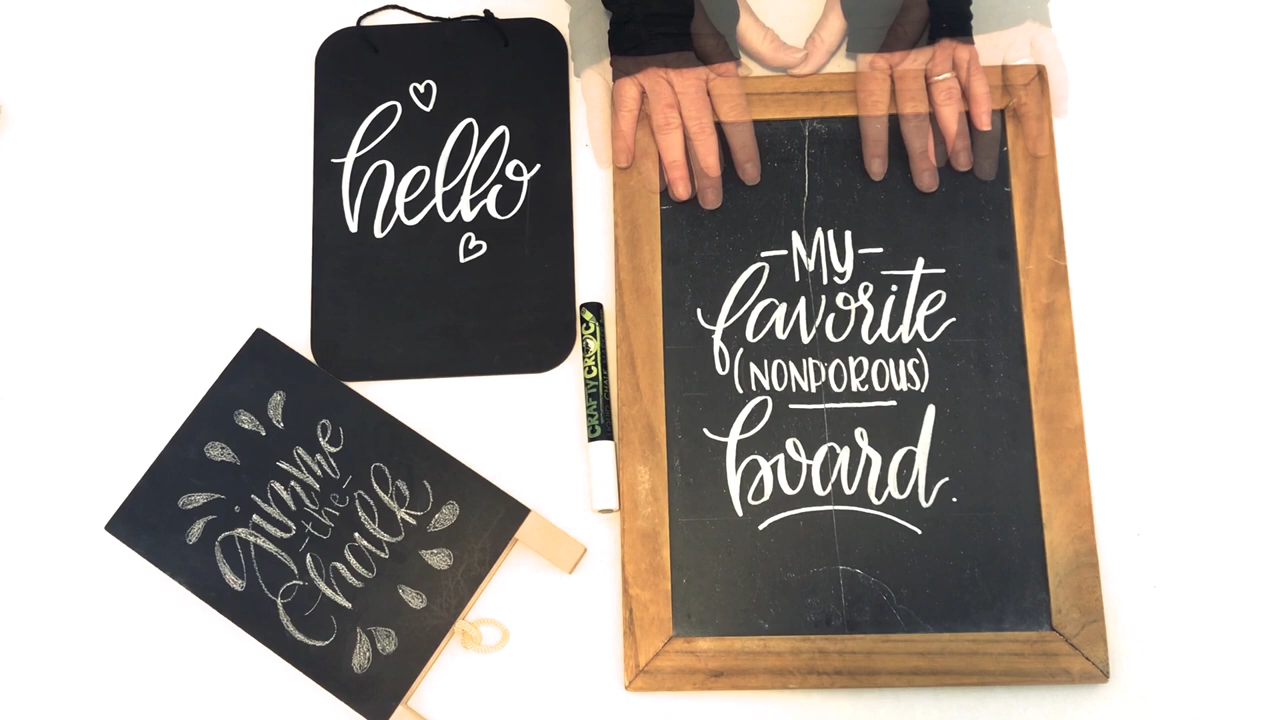 hello
Gimme
-the-
Chalk
CRAFTY CROC
-My-
favorite
(NONPOROUS)
board.